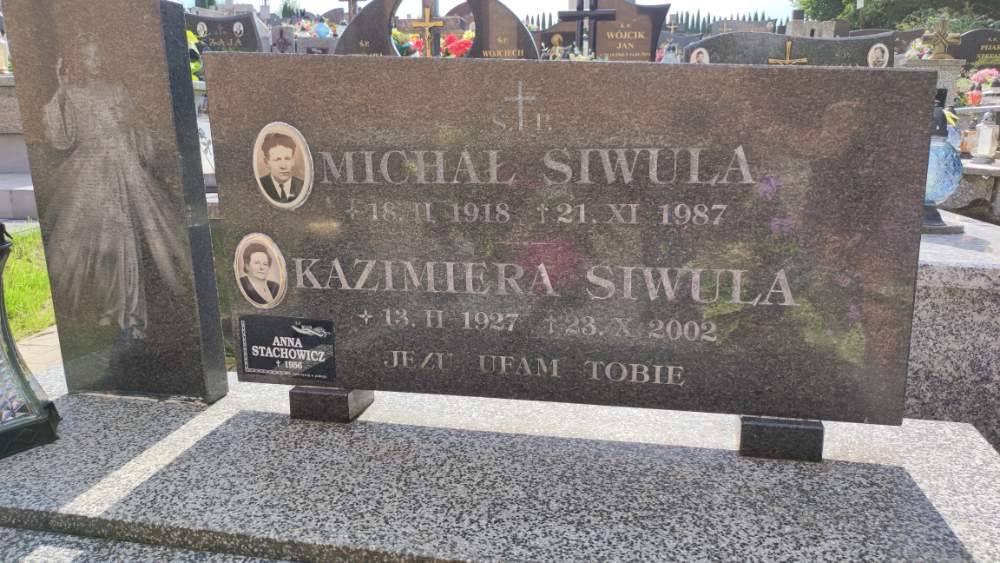 ZAJA
Ś.P.
WOJCIECH
Ś.P.
WÓJCIK
JAN
Ś.P.
MICHAŁ SIWULA
* 18. II 1918 † 21. XI 1987
KAZIMIERA SIWULA
* 13. II 1927 † 23. X 2002
JEZU UFAM TOBIE
ANNA
STACHOWICZ
† 1956